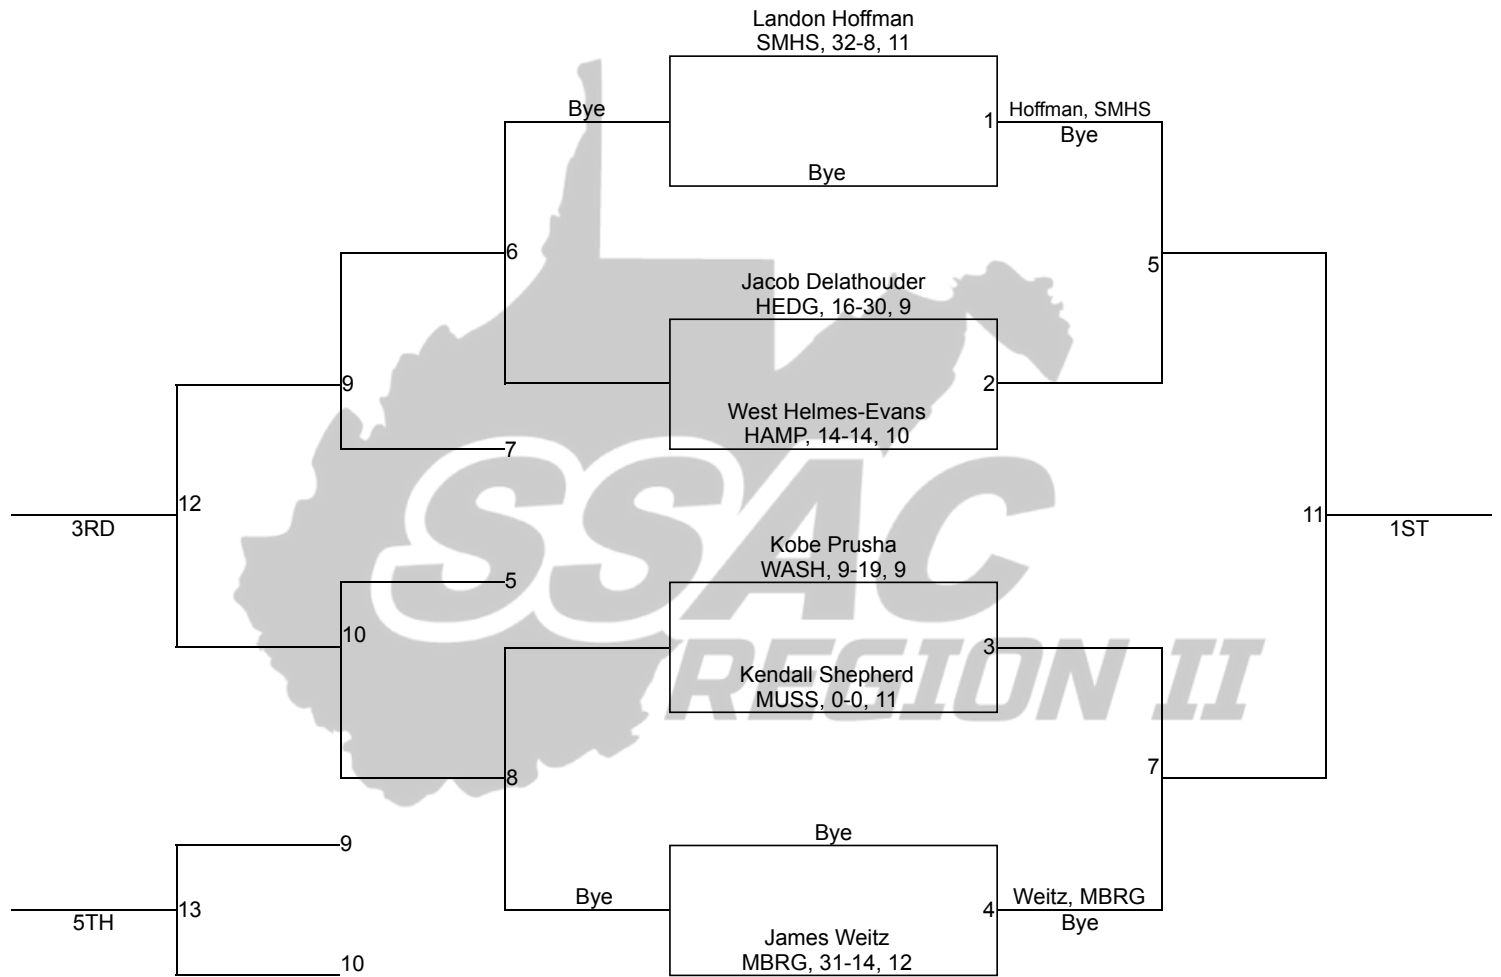 Landon Hoffman
SMHS, 32-8, 11
Bye
1
Hoffman, SMHS
Bye
Bye
6
5
Jacob Delathouder
HEDG, 16-30, 9
9
2
West Helmes-Evans
HAMP, 14-14, 10
7
12
3RD
11
1ST
SSAC
REGION II
Kobe Prusha
WASH, 9-19, 9
5
10
3
Kendall Shepherd
MUSS, 0-0, 11
8
7
Bye
9
Bye
4
Weitz, MBRG
Bye
13
5TH
James Weitz
MBRG, 31-14, 12
10